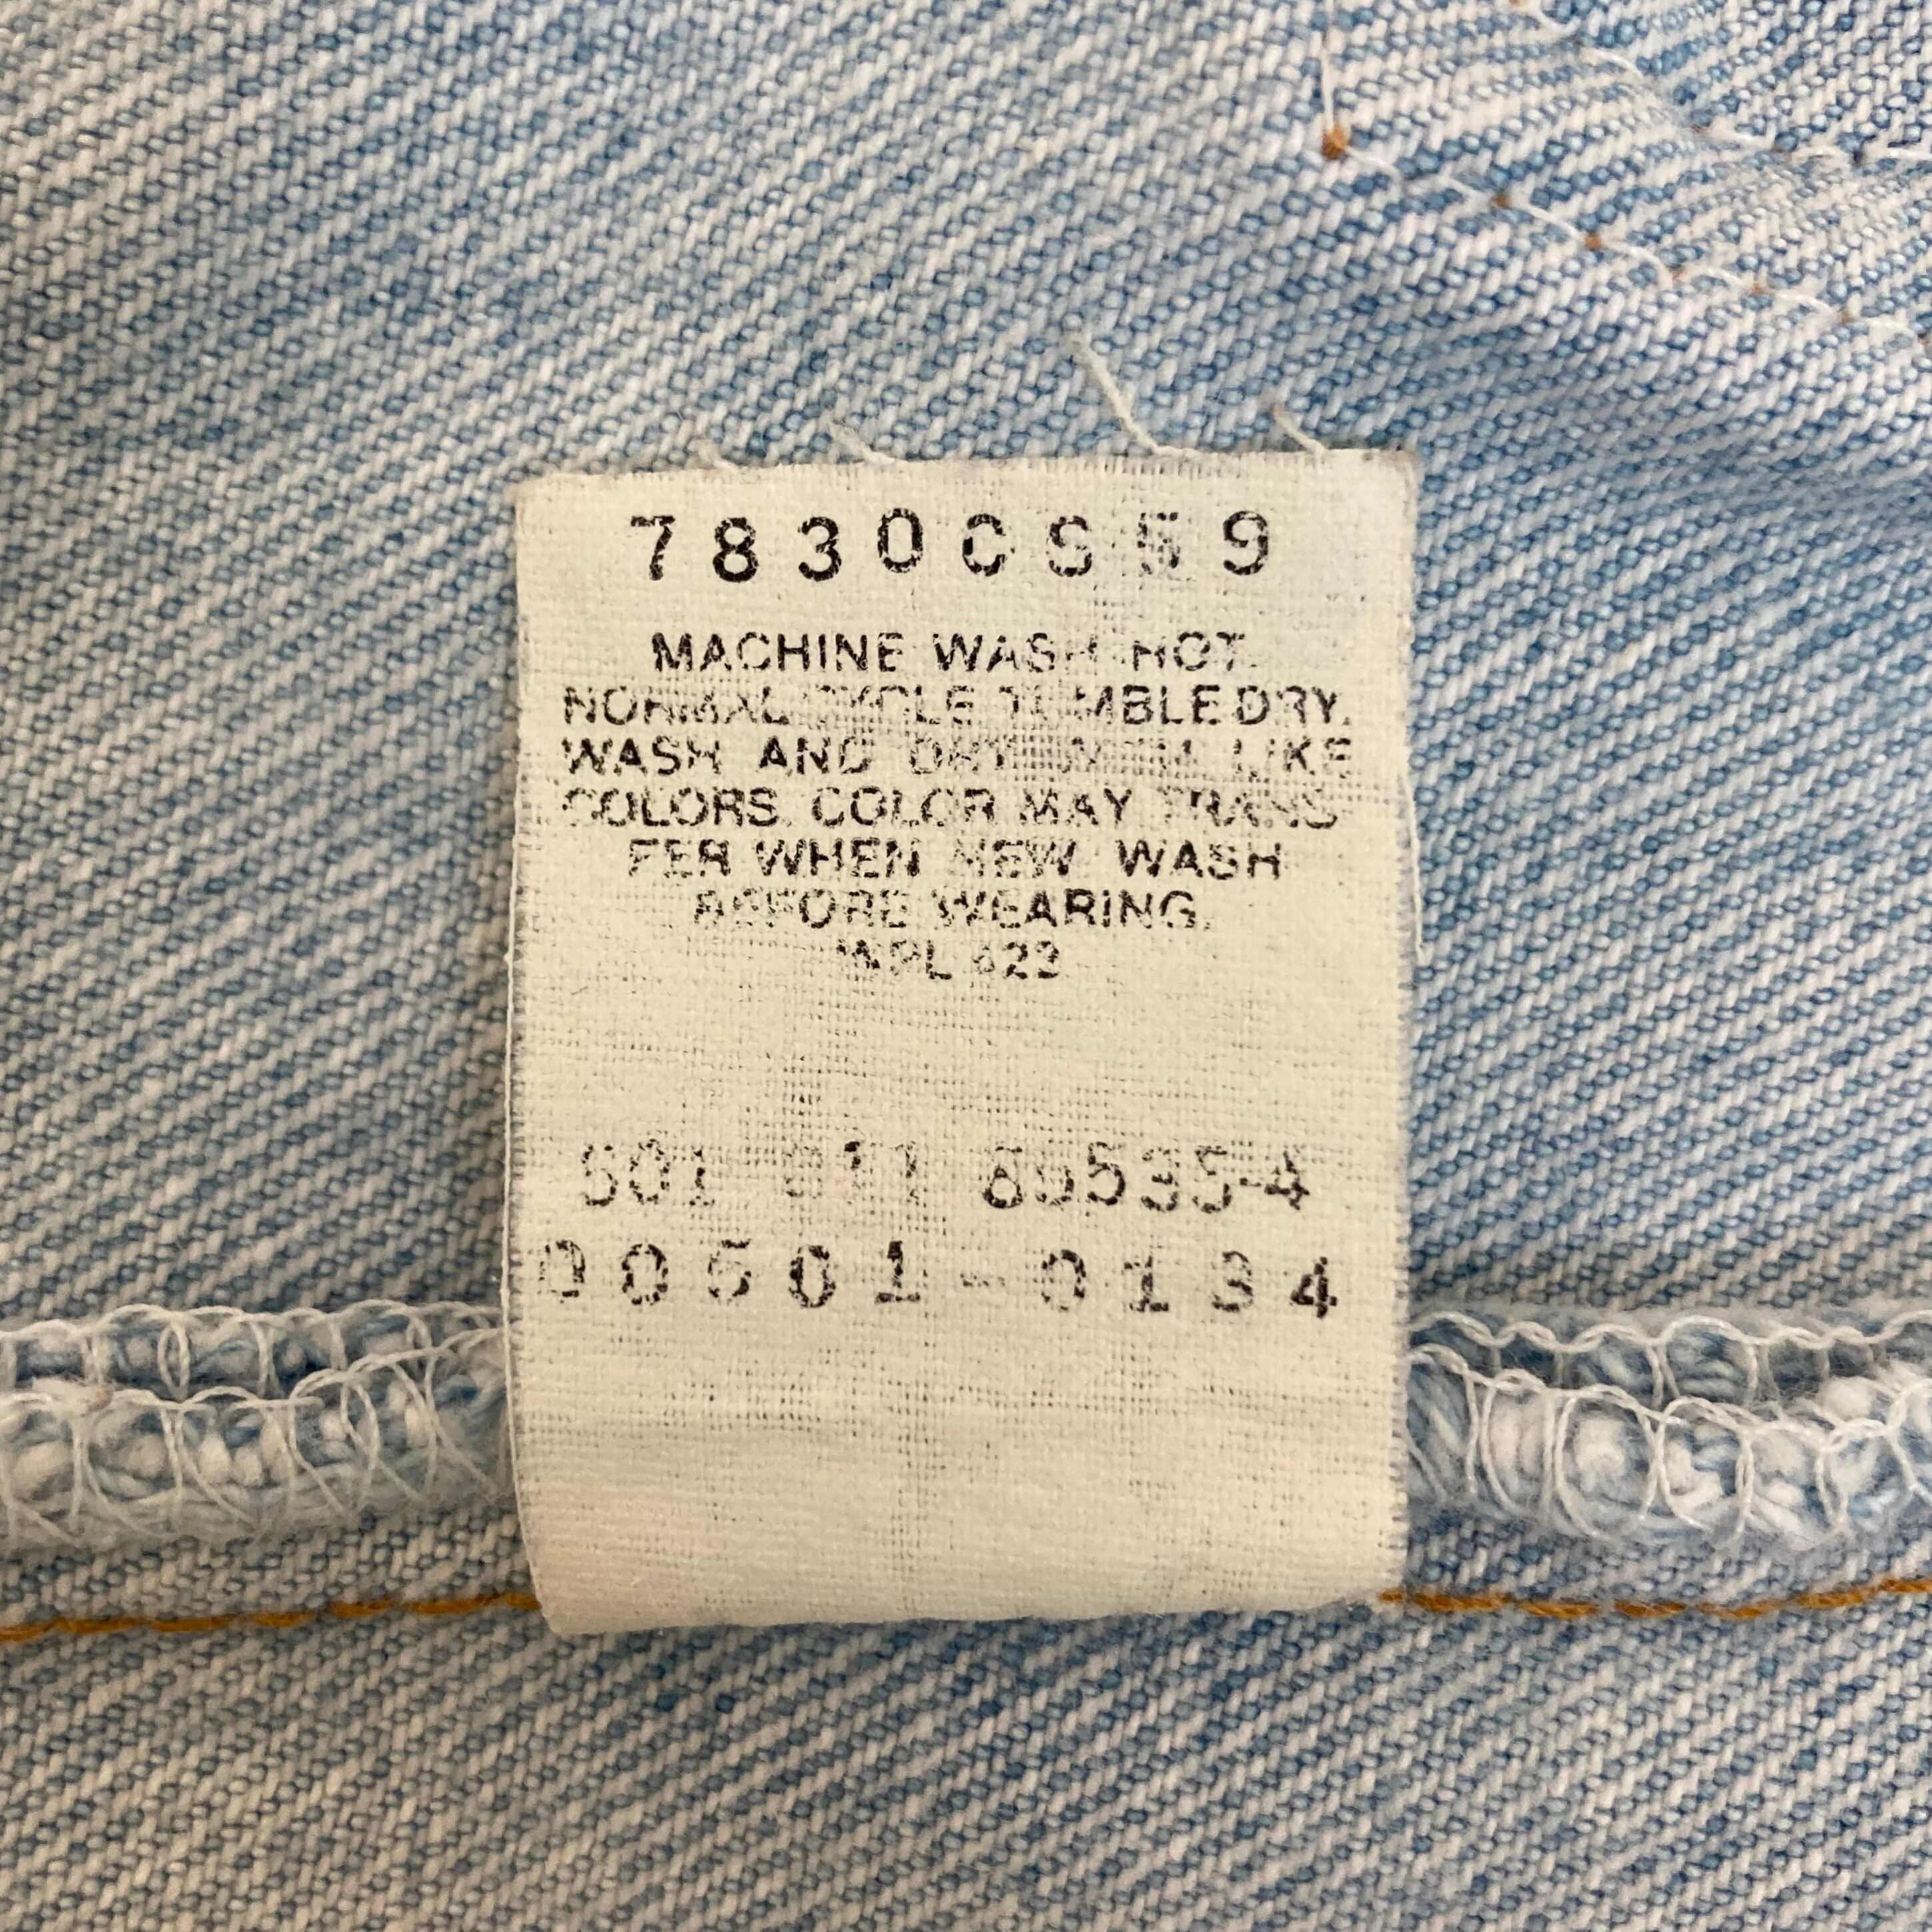 MACHINE WASH HOT.
NORMAL CYCLE TUMBLE DRY.
WASH AND DRY WITH LIKE
COLORS. COLOR MAY TRANS-
FER WHEN NEW. WASH
BEFORE WEARING.
WPL 423
00501-0134